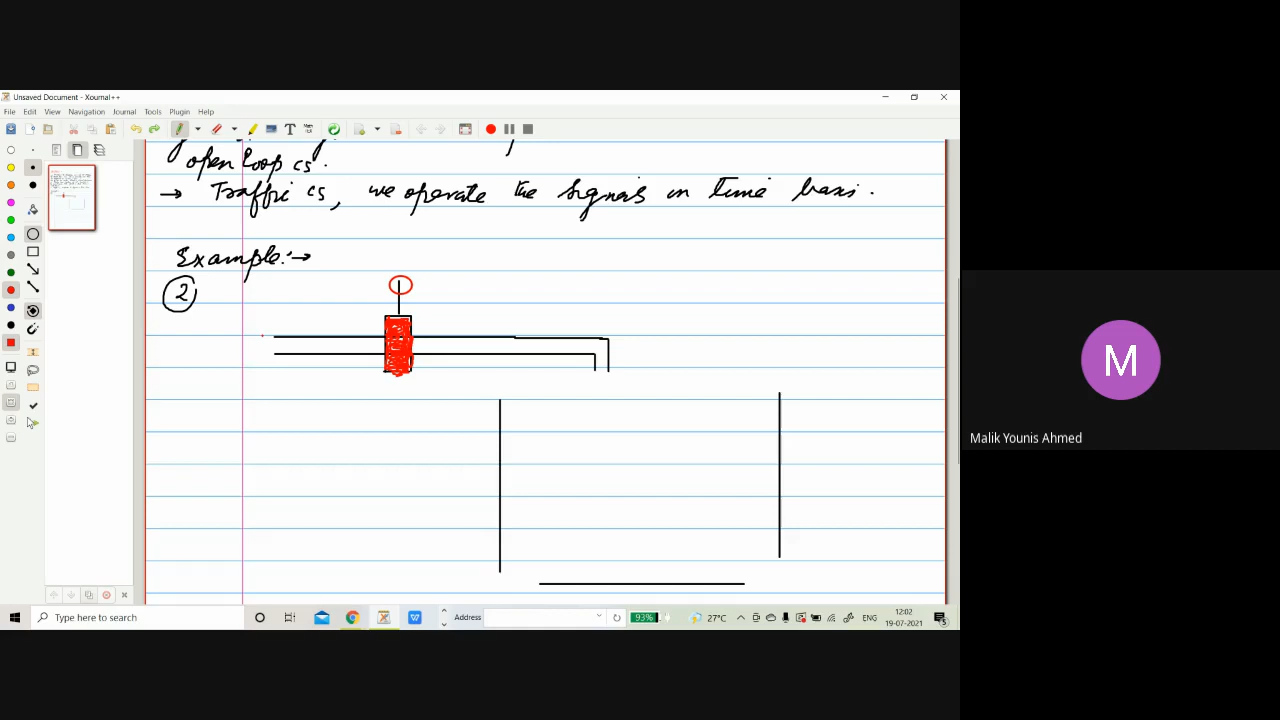 Unsaved Document - Xournal++
File Edit View Navigation Journal Tools Plugin Help
open loop cs.
→ Traffic cs, we operate the signals on time basis.
Example:→
2
M
Malik Younis Ahmed
Type here to search
Address
93%
27°C
ENG
12:02
19-07-2021
5